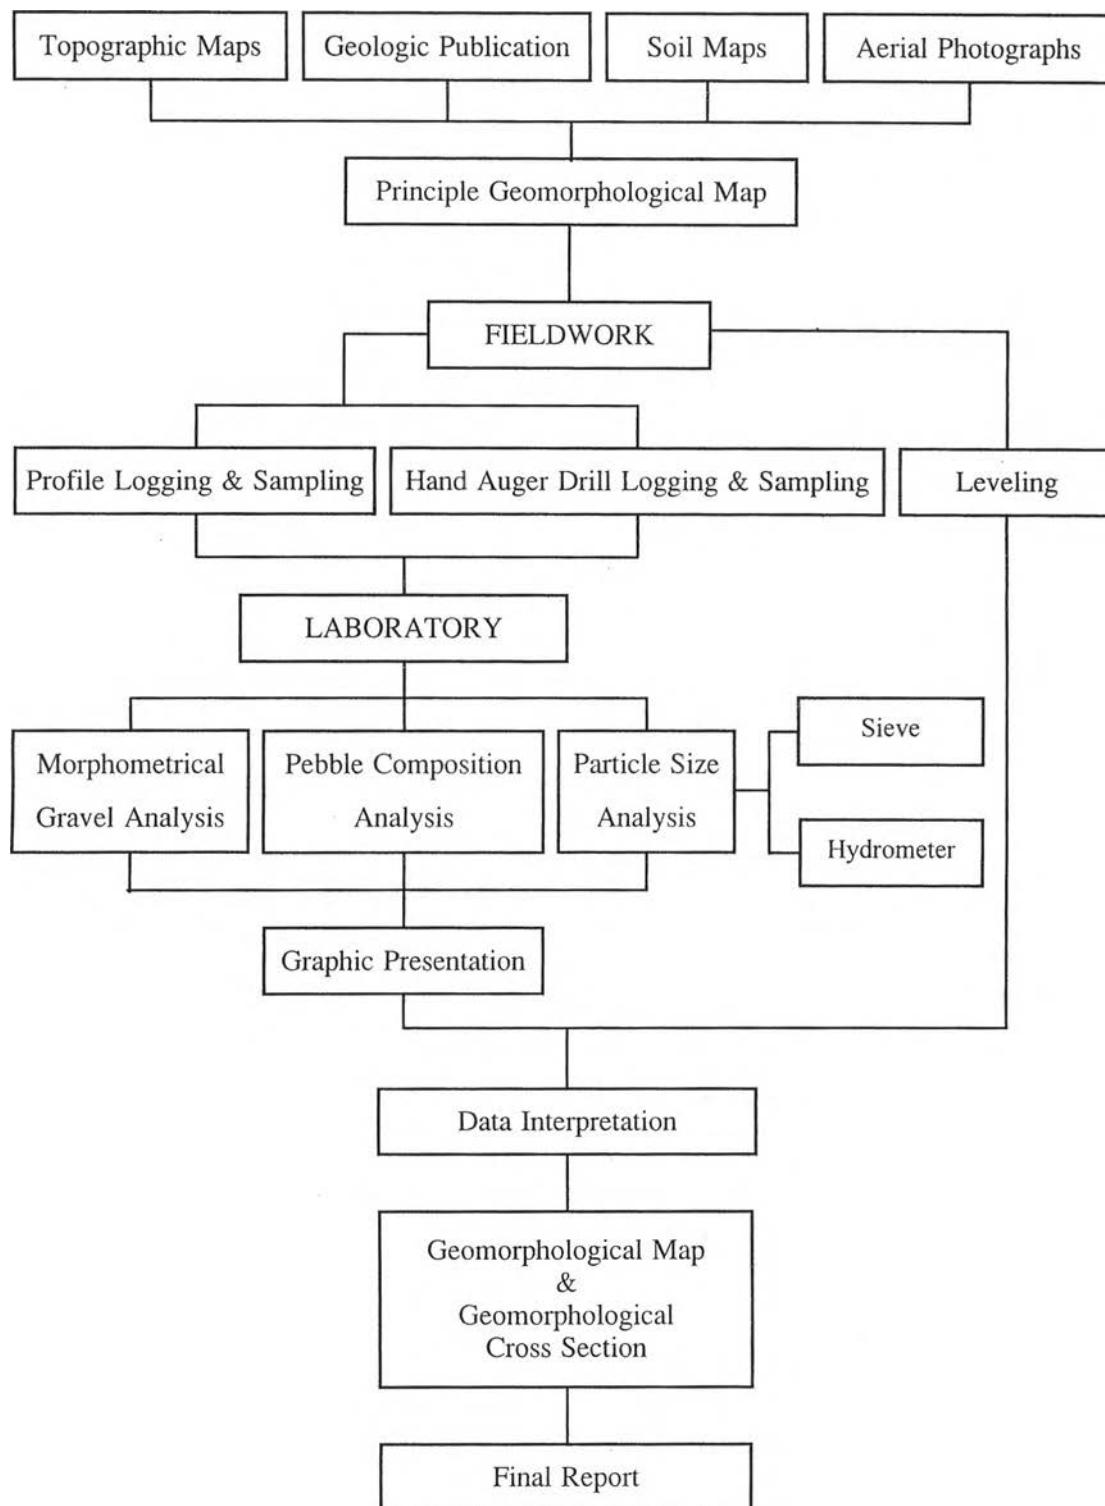 Topographic Maps
Geologic Publication
Soil Maps
Aerial Photographs
Principle Geomorphological Map
FIELDWORK
Profile Logging & Sampling
Hand Auger Drill Logging & Sampling
Leveling
LABORATORY
Morphometrical
Gravel Analysis
Pebble Composition
Analysis
Particle Size
Analysis
Sieve
Hydrometer
Graphic Presentation
Data Interpretation
Geomorphological Map
&
Geomorphological
Cross Section
Final Report